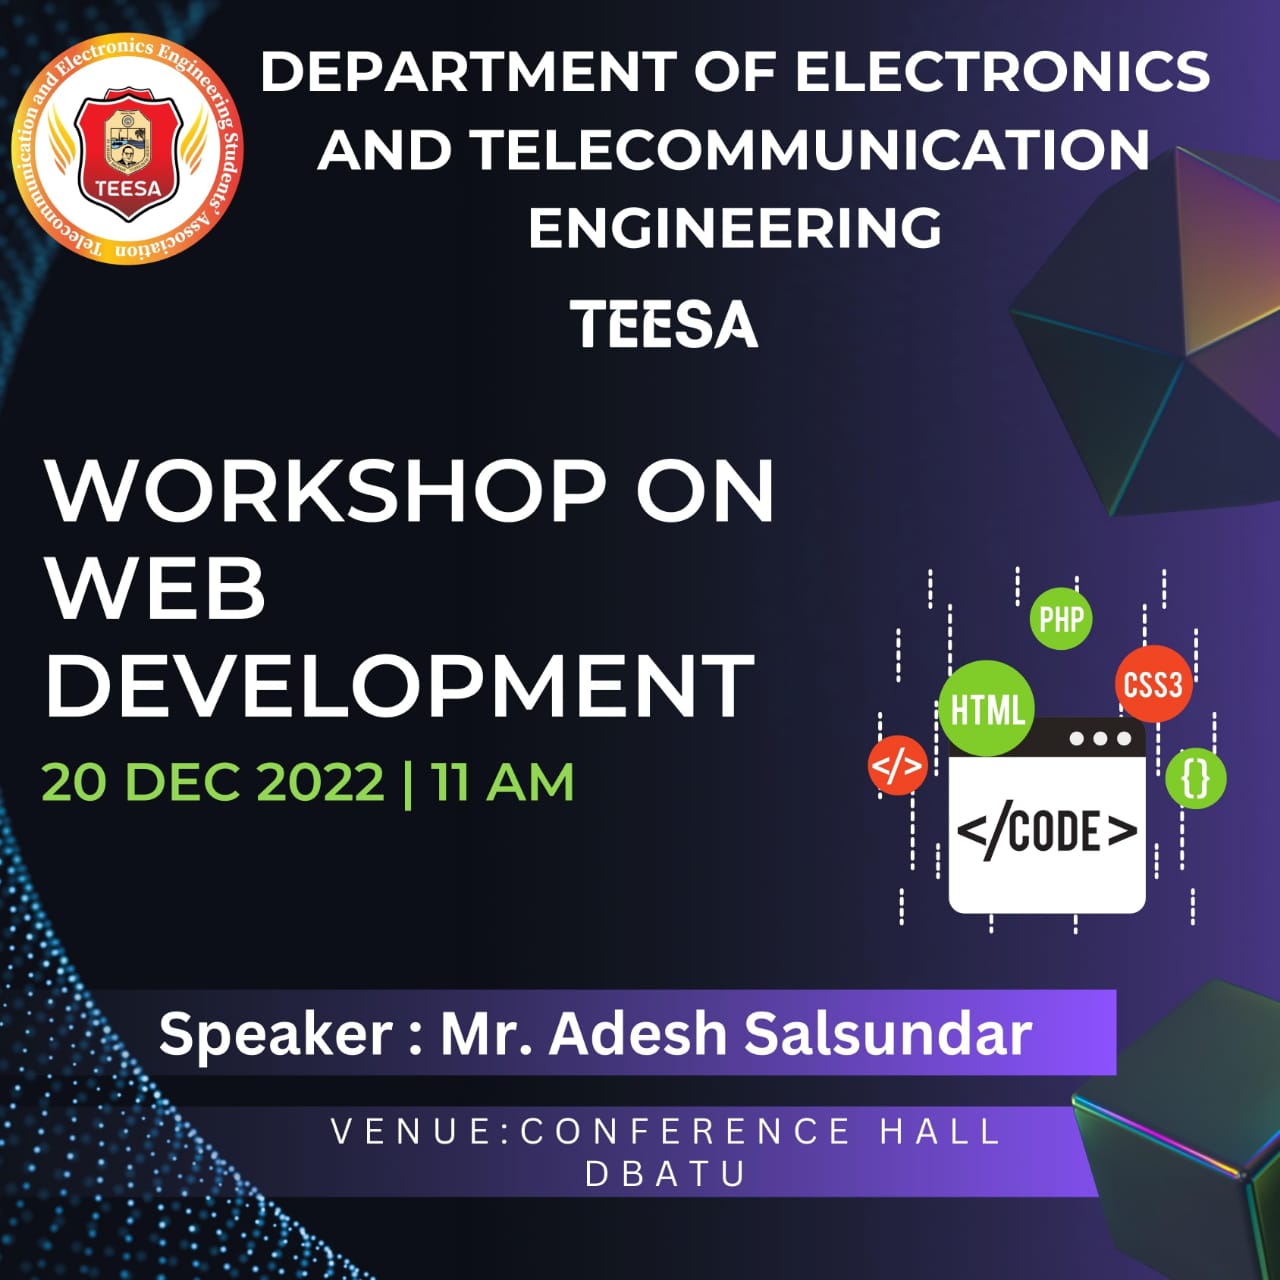 Telecommunication and Electronics Engineering Students' Association
TEESA
DEPARTMENT OF ELECTRONICS
AND TELECOMMUNICATION
ENGINEERING
TEESA
WORKSHOP ON
WEB
DEVELOPMENT
20 DEC 2022 | 11 AM
PHP
CSS3
HTML
</>
{}
</CODE>
Speaker : Mr. Adesh Salsundar
VENUE:CONFERENCE HALL
DBATU